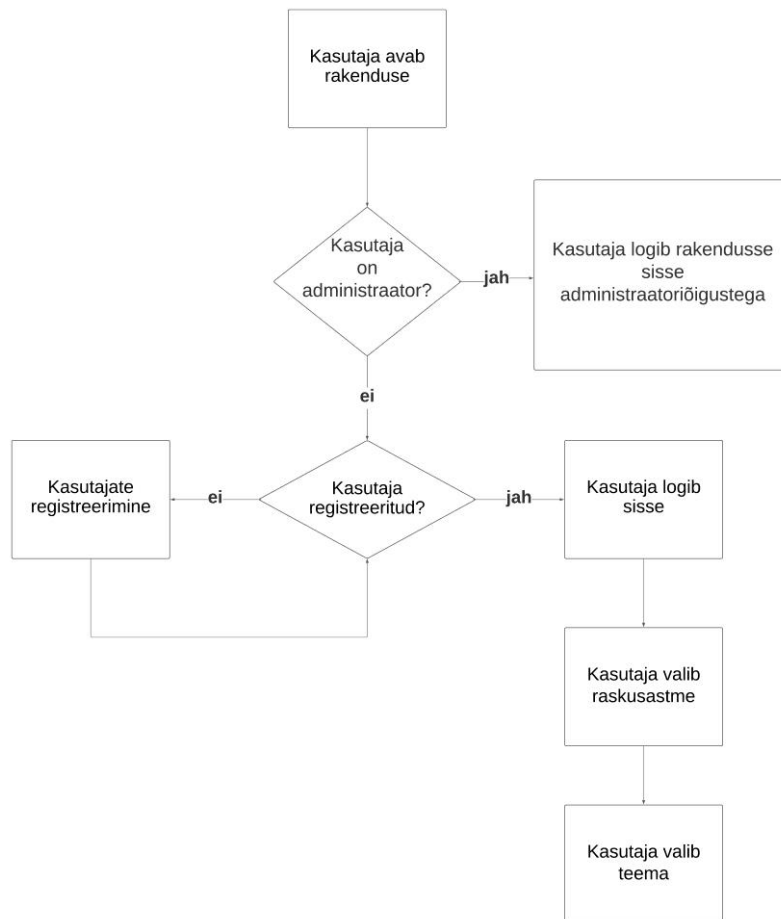 Kasutaja avab
rakenduse
Kasutaja
on
administraator?
jah
Kasutaja logib rakendusse
sisse
administraatoriõigustega
ei
Kasutajate
registreerimine
ei
Kasutaja
registreeritud?
jah
Kasutaja logib
sisse
Kasutaja valib
raskusastme
Kasutaja valib
teema